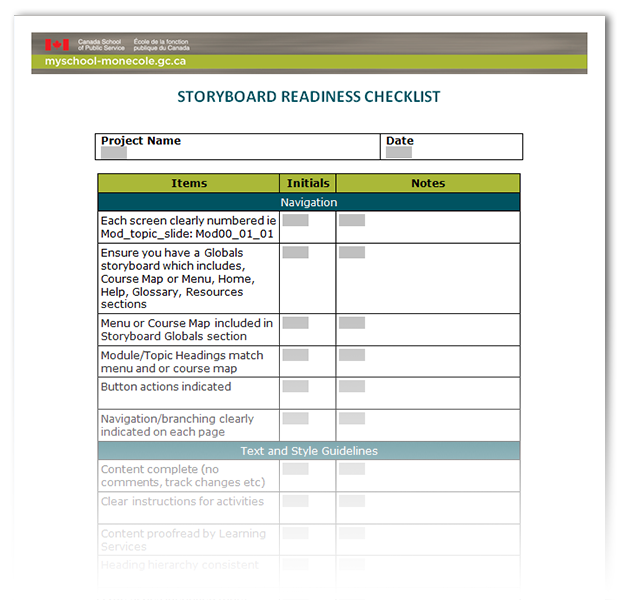 Canada School
of Public Service
École de la fonction
publique du Canada
myschool-monecole.gc.ca
STORYBOARD READINESS CHECKLIST
Project Name
Date
Items
Initials
Notes
Navigation
Each screen clearly numbered ie
Mod_topic_slide: Mod00_01_01
Ensure you have a Globals
storyboard which includes,
Course Map or Menu, Home,
Help, Glossary, Resources
sections
Menu or Course Map included in
Storyboard Globals section
Module/Topic Headings match
menu and or course map
Button actions indicated
Navigation/branching clearly
indicated on each page
Text and Style Guidelines
Content complete (no
comments, track changes etc)
Clear instructions for activities
Content proofread by Learning
Services
Heading hierarchy consistent